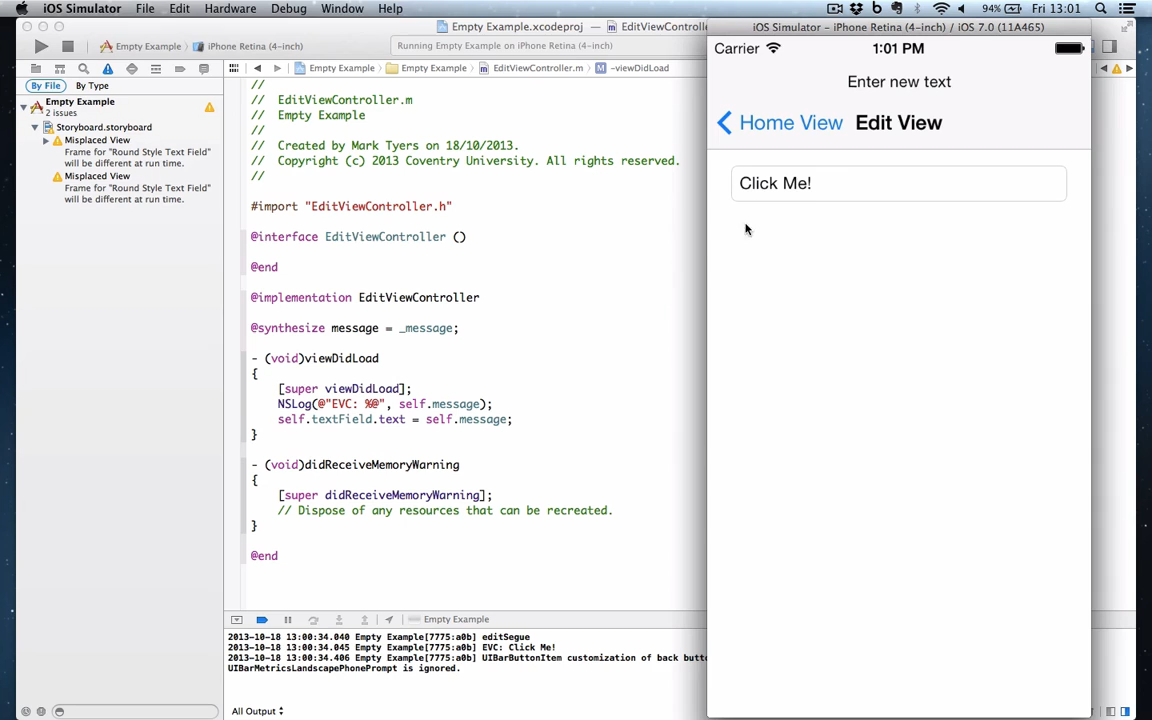 iOS Simulator File Edit Hardware Debug Window Help
94% Fri 13:01
Empty Example.xcodeproj — EditViewControlle
iOS Simulator - iPhone Retina (4-inch) / iOS 7.0 (11A465)
Empty Example iPhone Retina (4-inch)
Running Empty Example on iPhone Retina (4-inch)
Empty Example Empty Example EditViewController.m M -viewDidLoad
By File By Type
Empty Example
2 issues
Storyboard.storyboard
Misplaced View
Frame for "Round Style Text Field"
will be different at run time.
Misplaced View
Frame for "Round Style Text Field"
will be different at run time.
//
// EditViewController.m
// Empty Example
//
// Created by Mark Tyers on 18/10/2013.
// Copyright (c) 2013 Coventry University. All rights reserved.
//
#import "EditViewController.h"
@interface EditViewController ()
@end
@implementation EditViewController
@synthesize message = _message;
- (void)viewDidLoad
{
[super viewDidLoad];
NSLog(@"EVC: %@", self.message);
self.textField.text = self.message;
}
- (void)didReceiveMemoryWarning
{
[super didReceiveMemoryWarning];
// Dispose of any resources that can be recreated.
}
@end
Empty Example
2013-10-18 13:00:34.040 Empty Example[7775:a0b] editSegue
2013-10-18 13:00:34.045 Empty Example[7775:a0b] EVC: Click Me!
2013-10-18 13:00:34.406 Empty Example[7775:a0b] UIBarButtonItem customization of back butto
UIBarMetricsLandscapePhonePrompt is ignored.
All Output
Carrier 1:01 PM
Enter new text
Home View Edit View
Click Me!